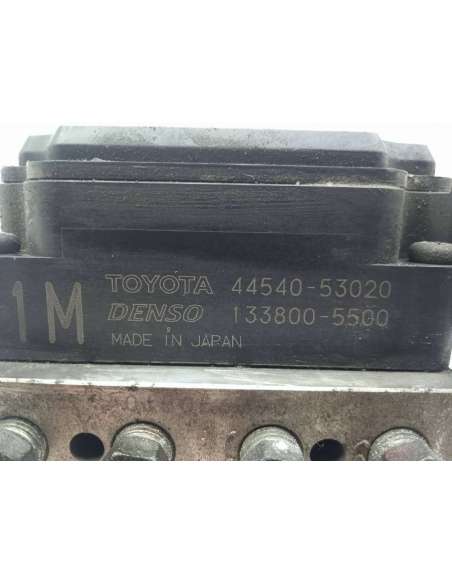 TOYOTA 44540-53020
1M DENSO 133800-5500
MADE IN JAPAN